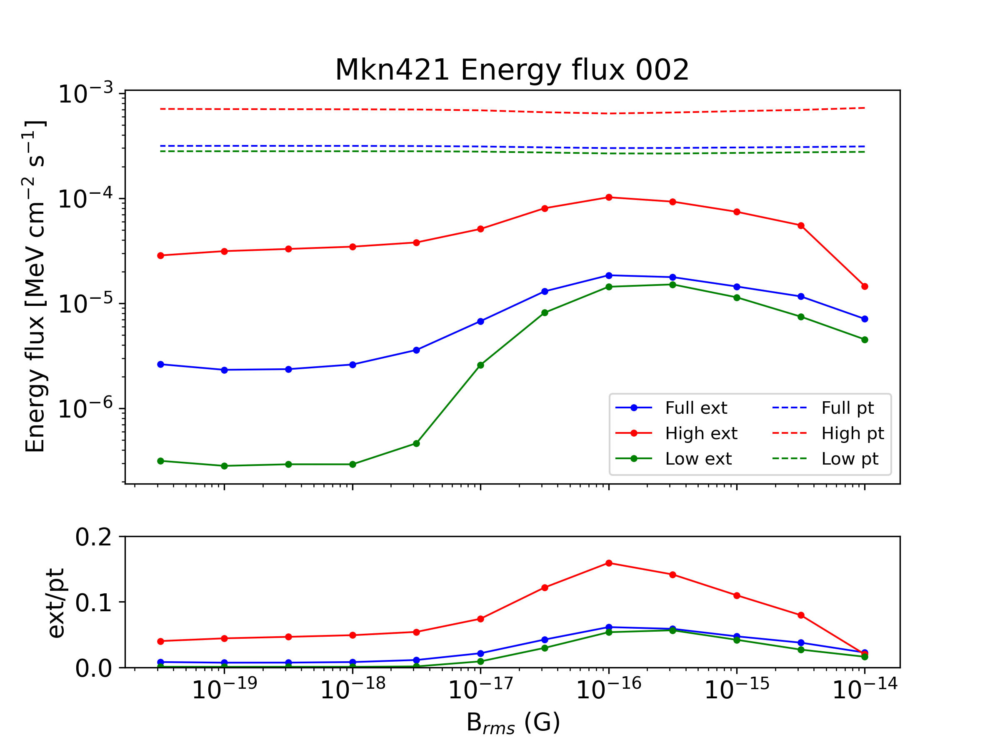 Mkn421 Energy flux 002
Energy flux [MeV cm⁻² s⁻¹]
10⁻³
10⁻⁴
10⁻⁵
10⁻⁶
Full ext
High ext
Low ext
Full pt
High pt
Low pt
ext/pt
0.2
0.1
0.0
10⁻¹⁹ 10⁻¹⁸ 10⁻¹⁷ 10⁻¹⁶ 10⁻¹⁵ 10⁻¹⁴
B_rms (G)